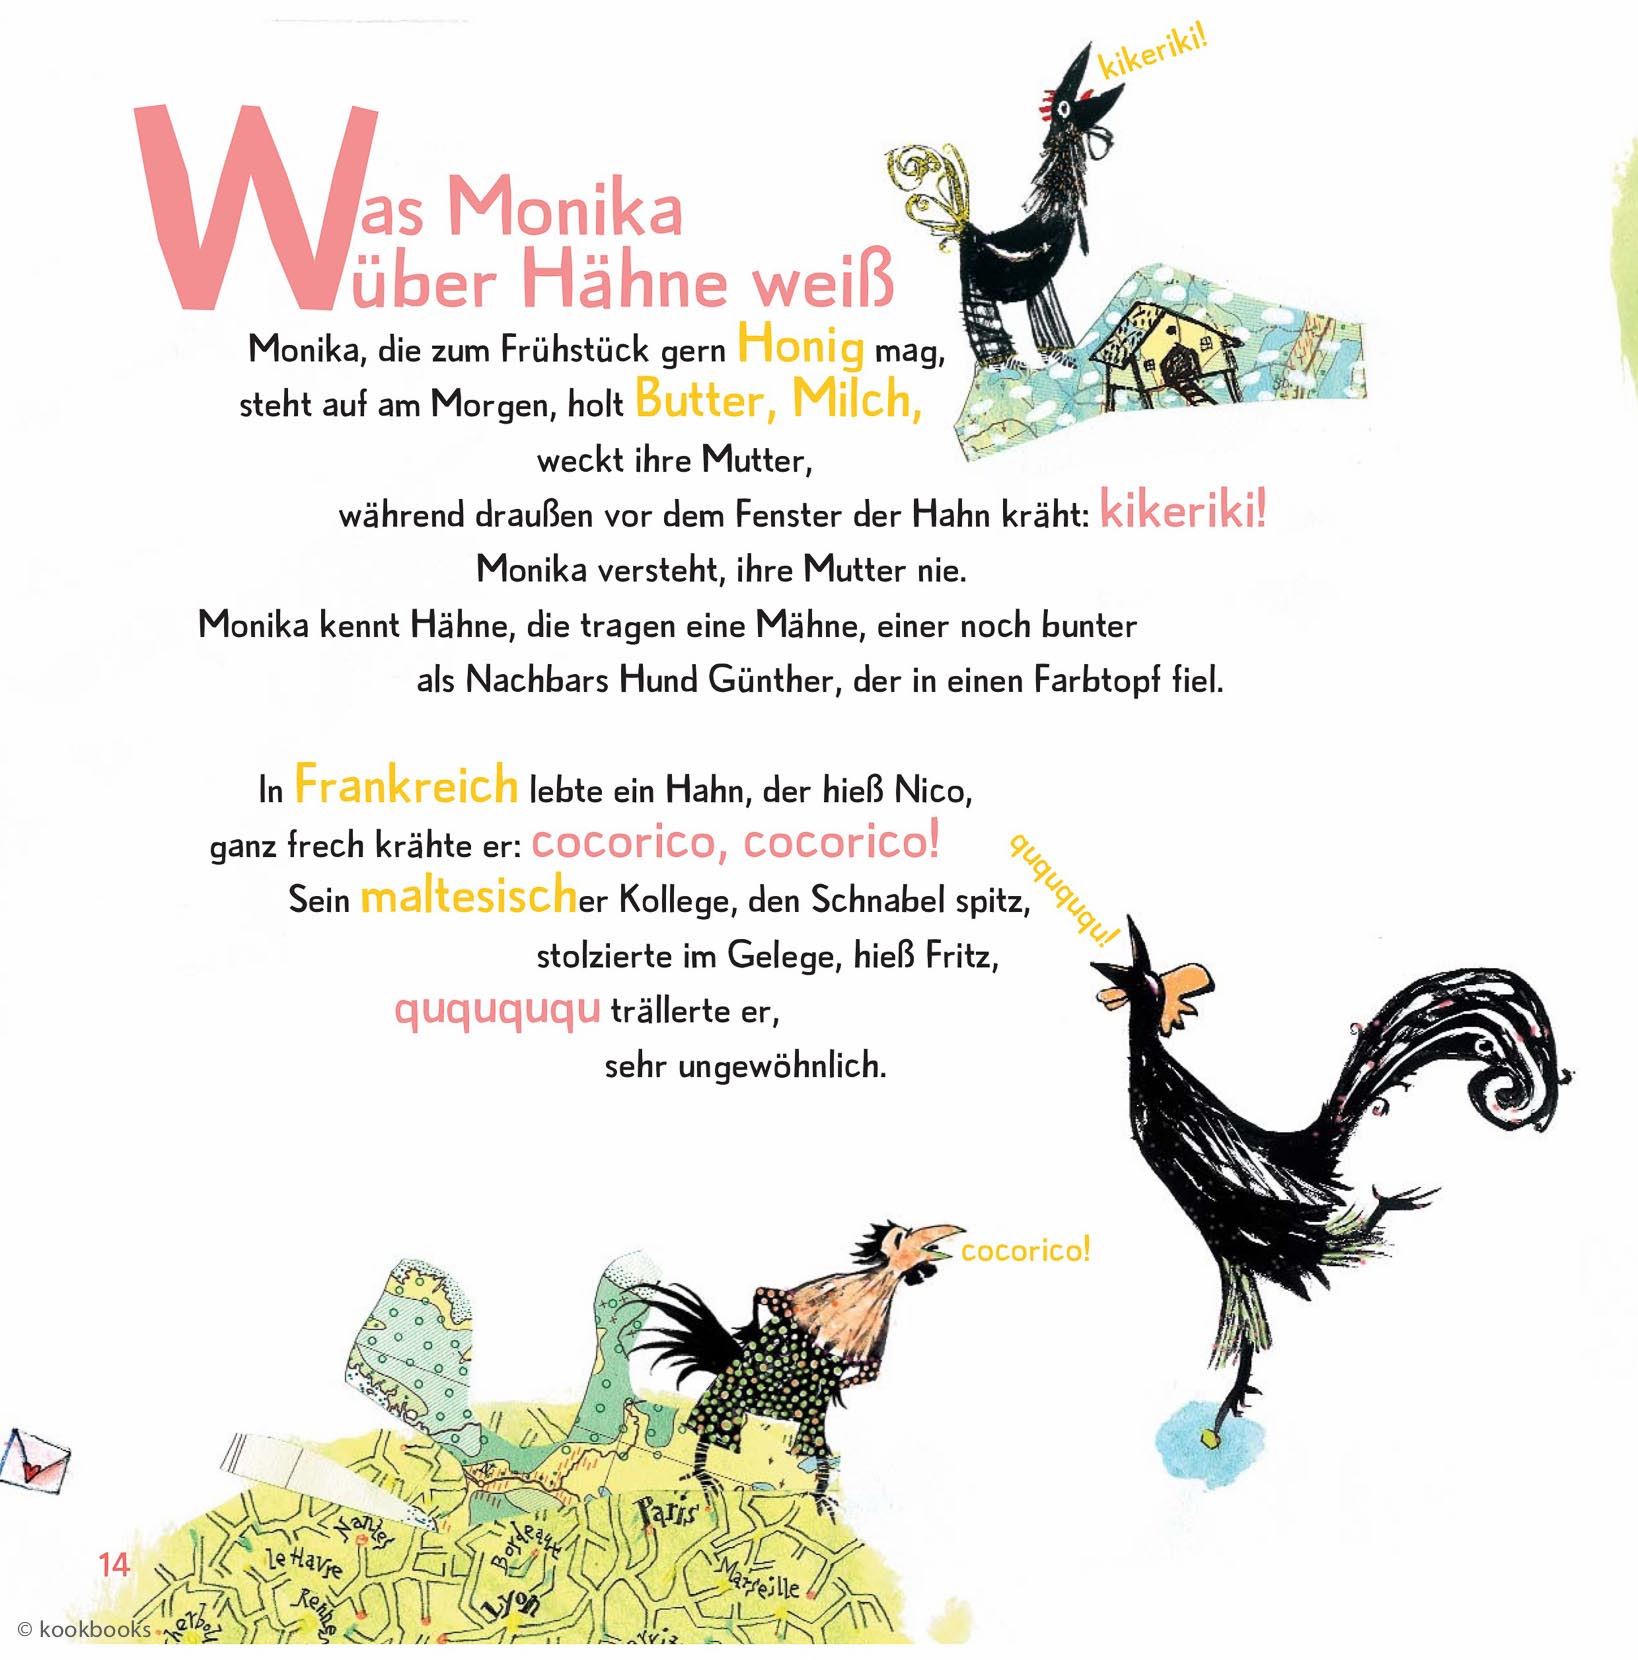 kikeriki!
Was Monika
über Hähne weiß
Monika, die zum Frühstück gern Honig mag,
steht auf am Morgen, holt Butter, Milch,
weckt ihre Mutter,
während draußen vor dem Fenster der Hahn kräht: kikeriki!
Monika versteht, ihre Mutter nie.
Monika kennt Hähne, die tragen eine Mähne, einer noch bunter
als Nachbars Hund Günther, der in einen Farbtopf fiel.
In Frankreich lebte ein Hahn, der hieß Nico,
ganz frech krähte er: cocorico, cocorico!
Sein maltesischer Kollege, den Schnabel spitz,
stolzierte im Gelege, hieß Fritz,
ququququ trällerte er,
sehr ungewöhnlich.
ququququ!
cocorico!
Paris
Nantes
Bordeaux
le Havre
Marseille
Rennes
Lyon
14
© kookbooks